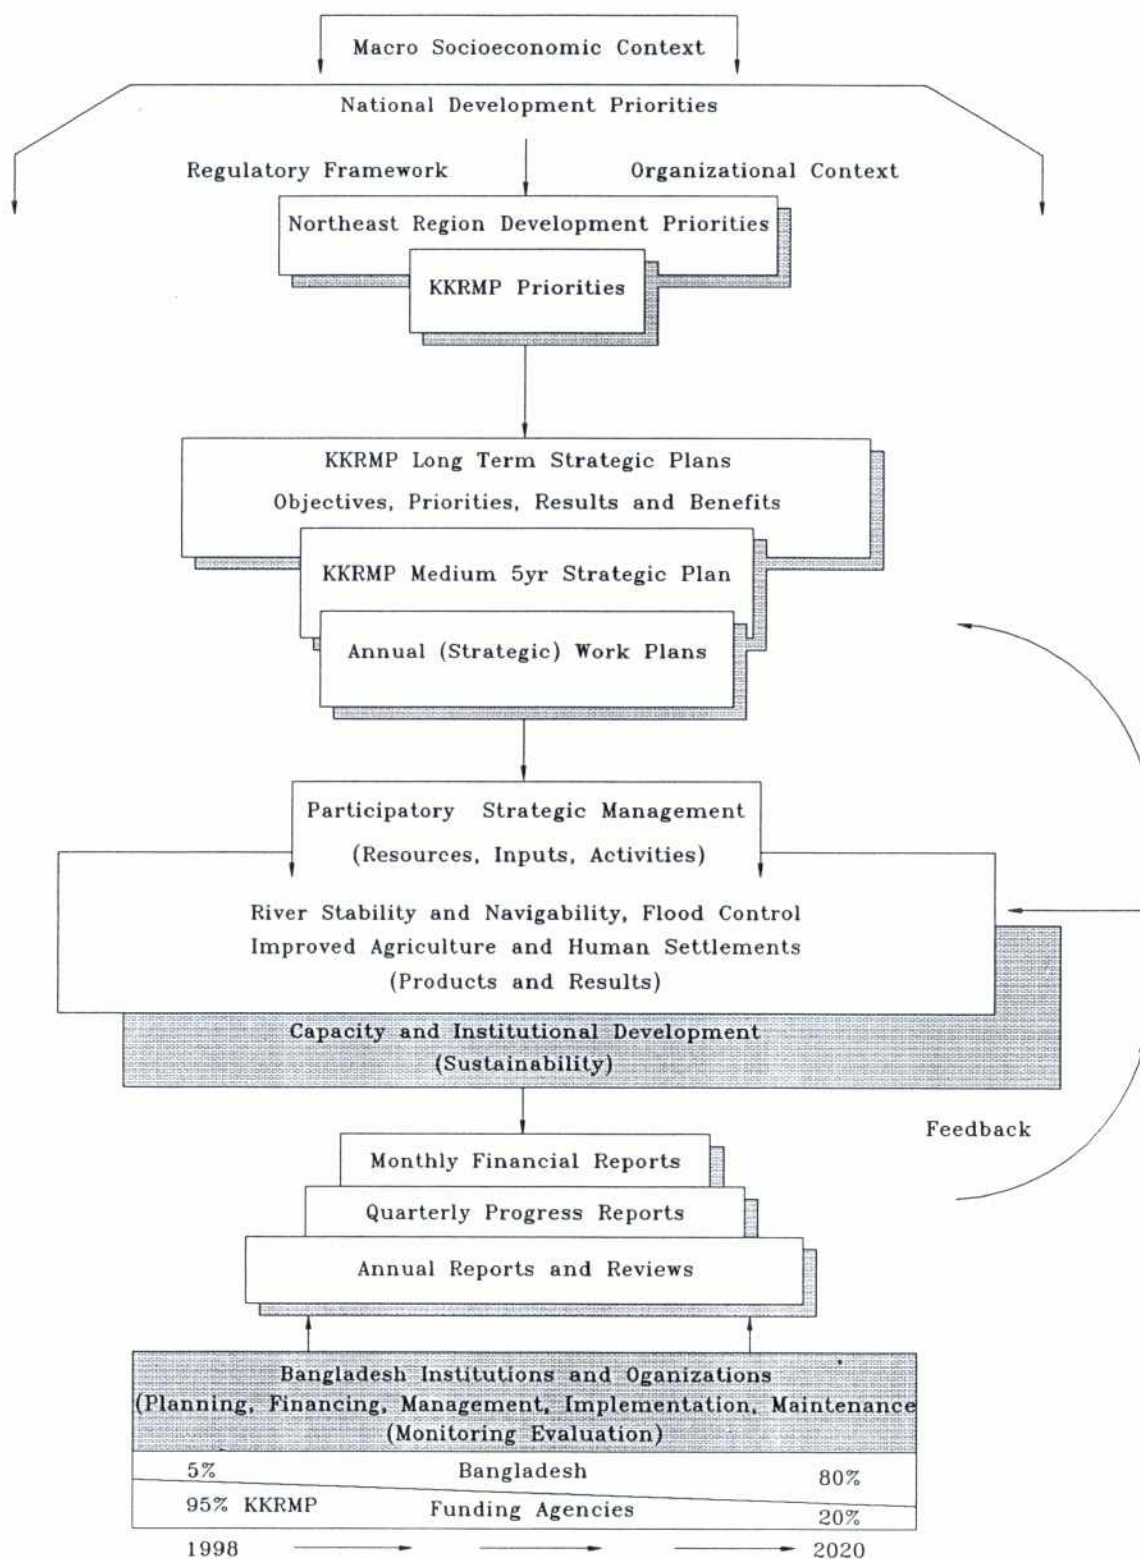 Macro Socioeconomic Context
National Development Priorities
Regulatory Framework
Organizational Context
Northeast Region Development Priorities
KKRMP Priorities
KKRMP Long Term Strategic Plans
Objectives, Priorities, Results and Benefits
KKRMP Medium 5yr Strategic Plan
Annual (Strategic) Work Plans
Participatory Strategic Management
(Resources, Inputs, Activities)
River Stability and Navigability, Flood Control
Improved Agriculture and Human Settlements
(Products and Results)
Capacity and Institutional Development
(Sustainability)
Feedback
Monthly Financial Reports
Quarterly Progress Reports
Annual Reports and Reviews
Bangladesh Institutions and Oganizations
(Planning, Financing, Management, Implementation, Maintenance
(Monitoring Evaluation)
5% Bangladesh 80%
95% KKRMP Funding Agencies 20%
1998 2020